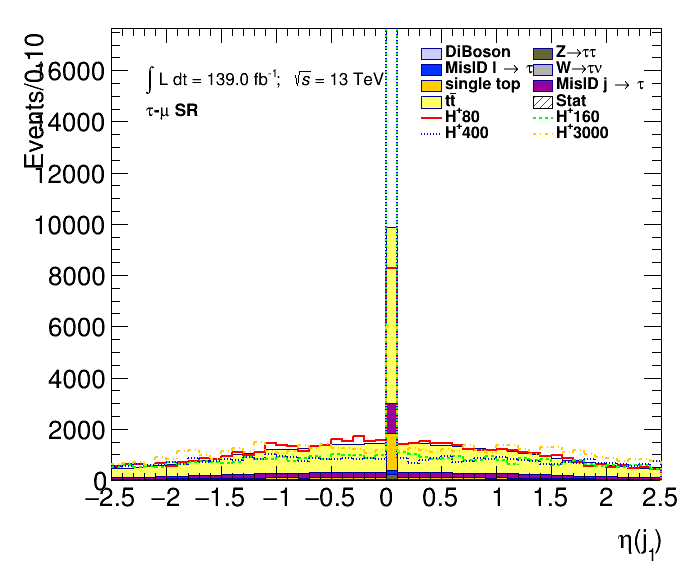 Events/0.10
16000
14000
12000
10000
8000
6000
4000
2000
0
∫ L dt = 139.0 fb⁻¹; √s = 13 TeV
τ-μ SR
DiBoson
Z→ττ
MisID l → τ
W→τν
single top
MisID j → τ
tt̄
Stat
H⁺80
H⁺160
H⁺400
H⁺3000
−2.5 −2 −1.5 −1 −0.5 0 0.5 1 1.5 2 2.5
η(j₁)